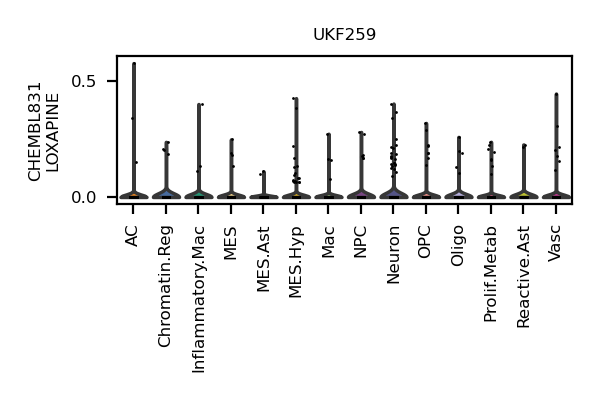 UKF259
CHEMBL831
LOXAPINE
0.5
0.0
AC
Chromatin.Reg
Inflammatory.Mac
MES
MES.Ast
MES.Hyp
Mac
NPC
Neuron
OPC
Oligo
Prolif.Metab
Reactive.Ast
Vasc